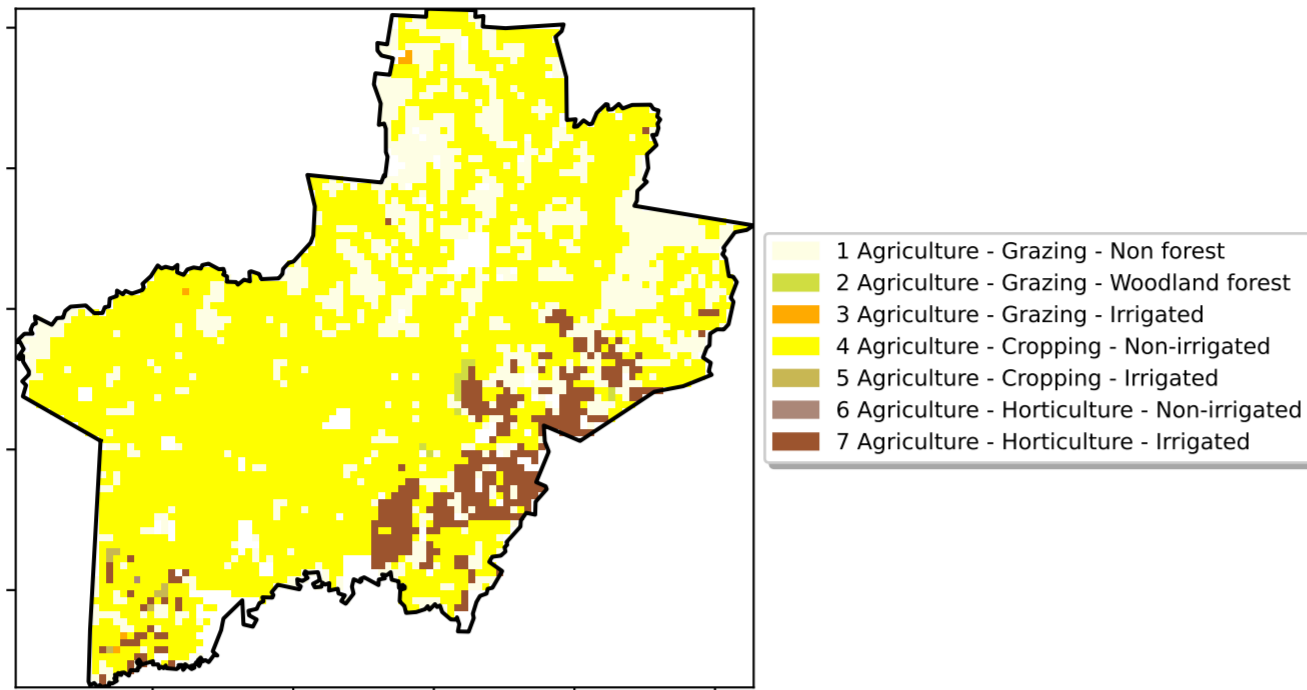 1 Agriculture - Grazing - Non forest
2 Agriculture - Grazing - Woodland forest
3 Agriculture - Grazing - Irrigated
4 Agriculture - Cropping - Non-irrigated
5 Agriculture - Cropping - Irrigated
6 Agriculture - Horticulture - Non-irrigated
7 Agriculture - Horticulture - Irrigated